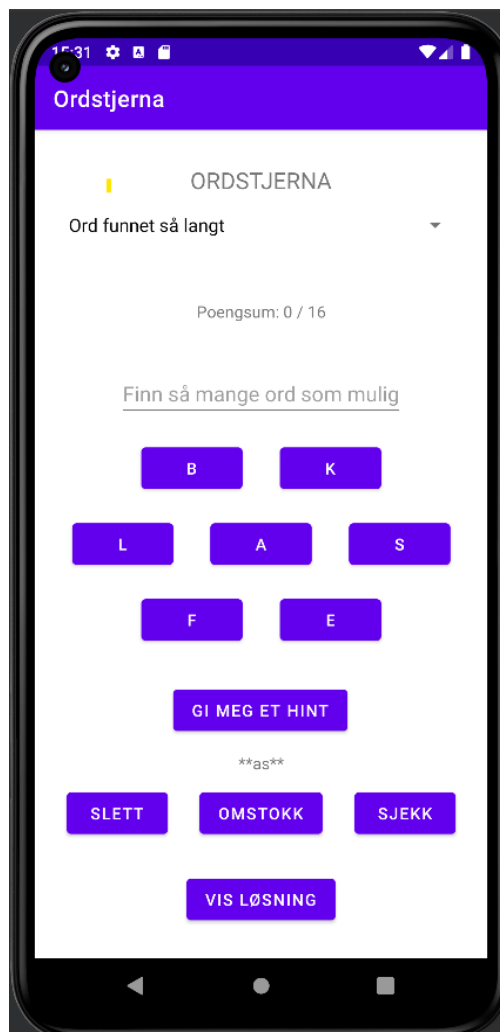 15:31
Ordstjerna
ORDSTJERNA
Ord funnet så langt
Poengsum: 0 / 16
Finn så mange ord som mulig
B K
L A S
F E
GI MEG ET HINT
**as**
SLETT OMSTOKK SJEKK
VIS LØSNING